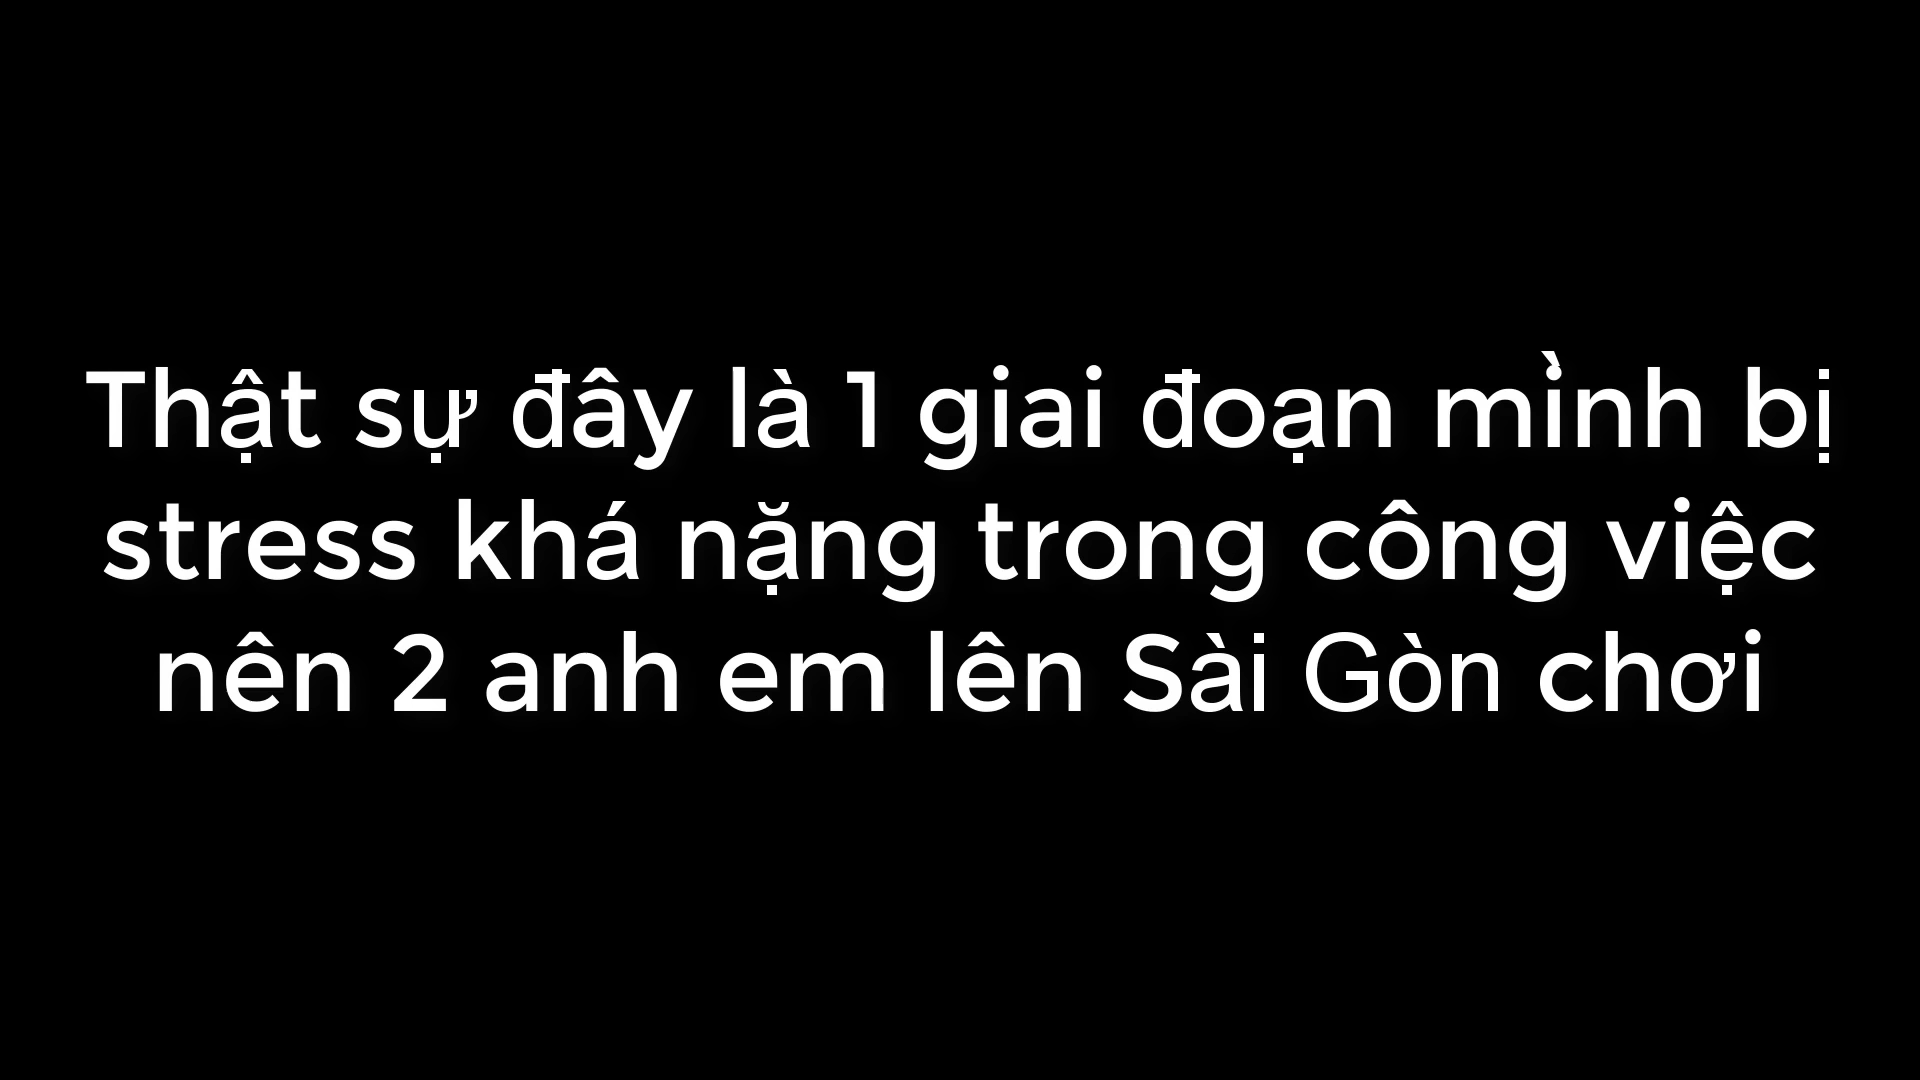 Thật sự đây là 1 giai đoạn mình bị
stress khá nặng trong công việc
nên 2 anh em lên Sài Gòn chơi